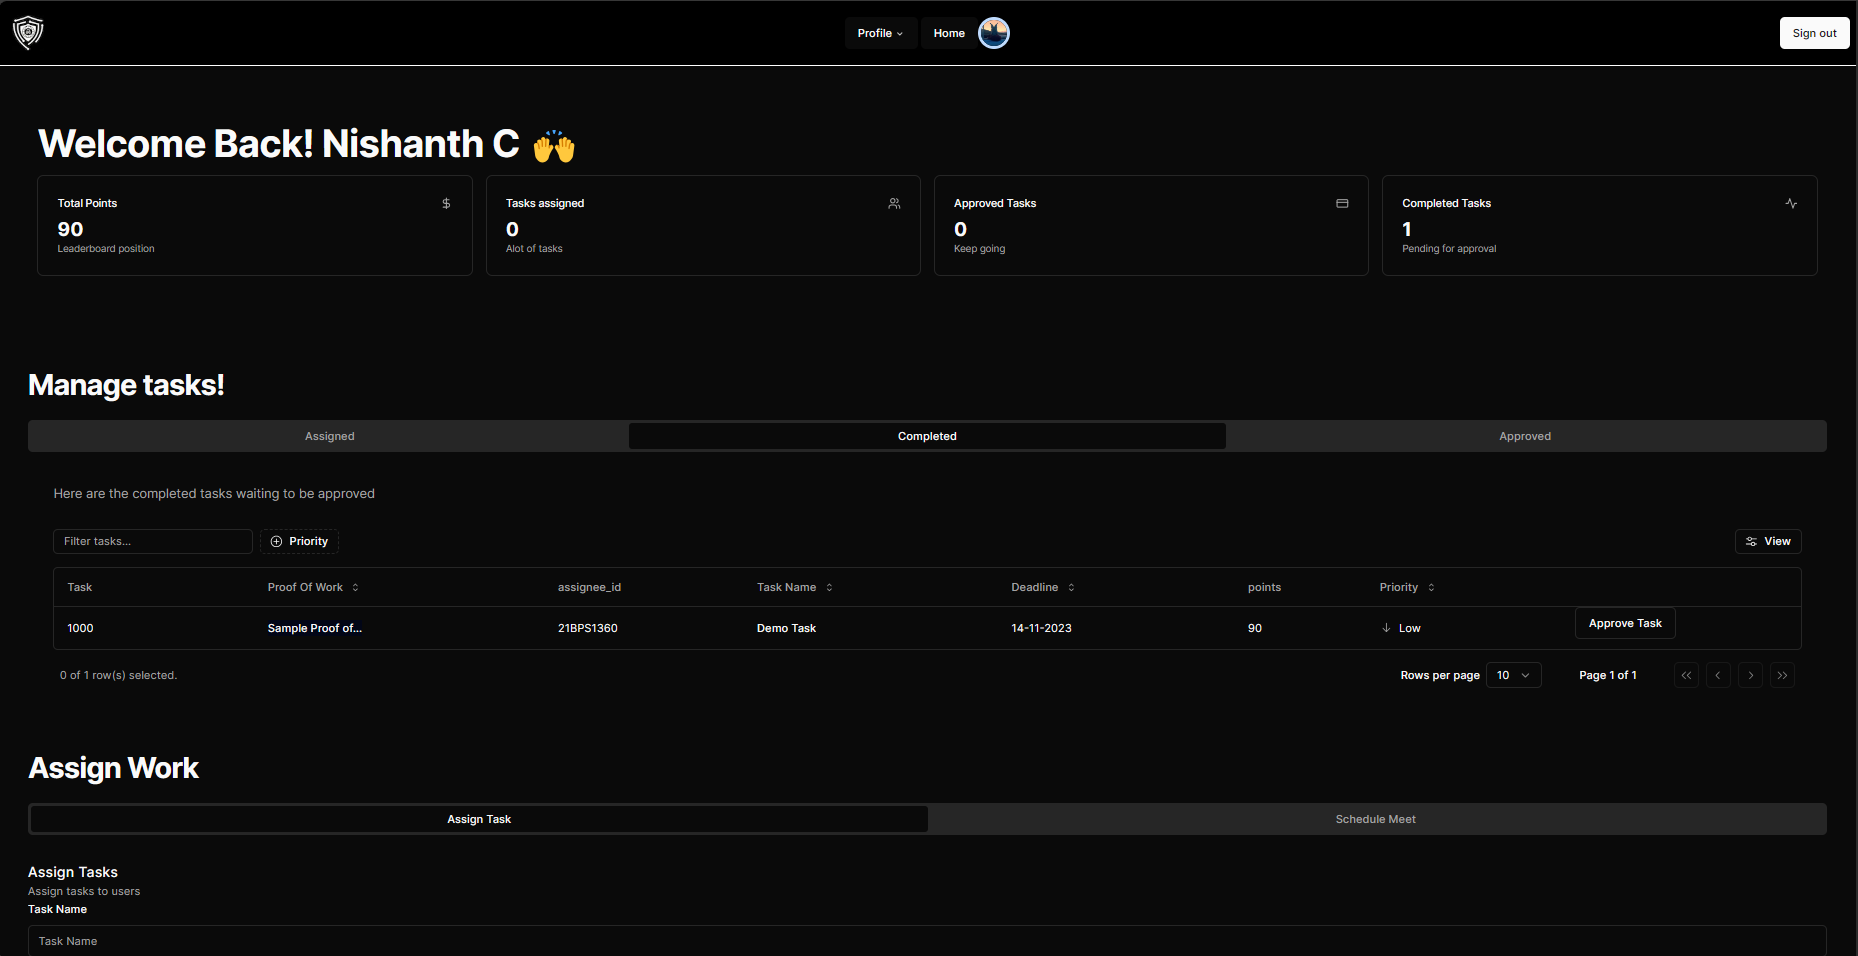 Profile Home Sign out
Welcome Back! Nishanth C 🙌
Total Points $ Tasks assigned Approved Tasks Completed Tasks
90 0 0 1
Leaderboard position Alot of tasks Keep going Pending for approval
Manage tasks!
Assigned Completed Approved
Here are the completed tasks waiting to be approved
Filter tasks... Priority View
Task Proof Of Work assignee_id Task Name Deadline points Priority
1000 Sample Proof of... 21BPS1360 Demo Task 14-11-2023 90 Low Approve Task
0 of 1 row(s) selected. Rows per page 10 Page 1 of 1
Assign Work
Assign Task Schedule Meet
Assign Tasks
Assign tasks to users
Task Name
Task Name